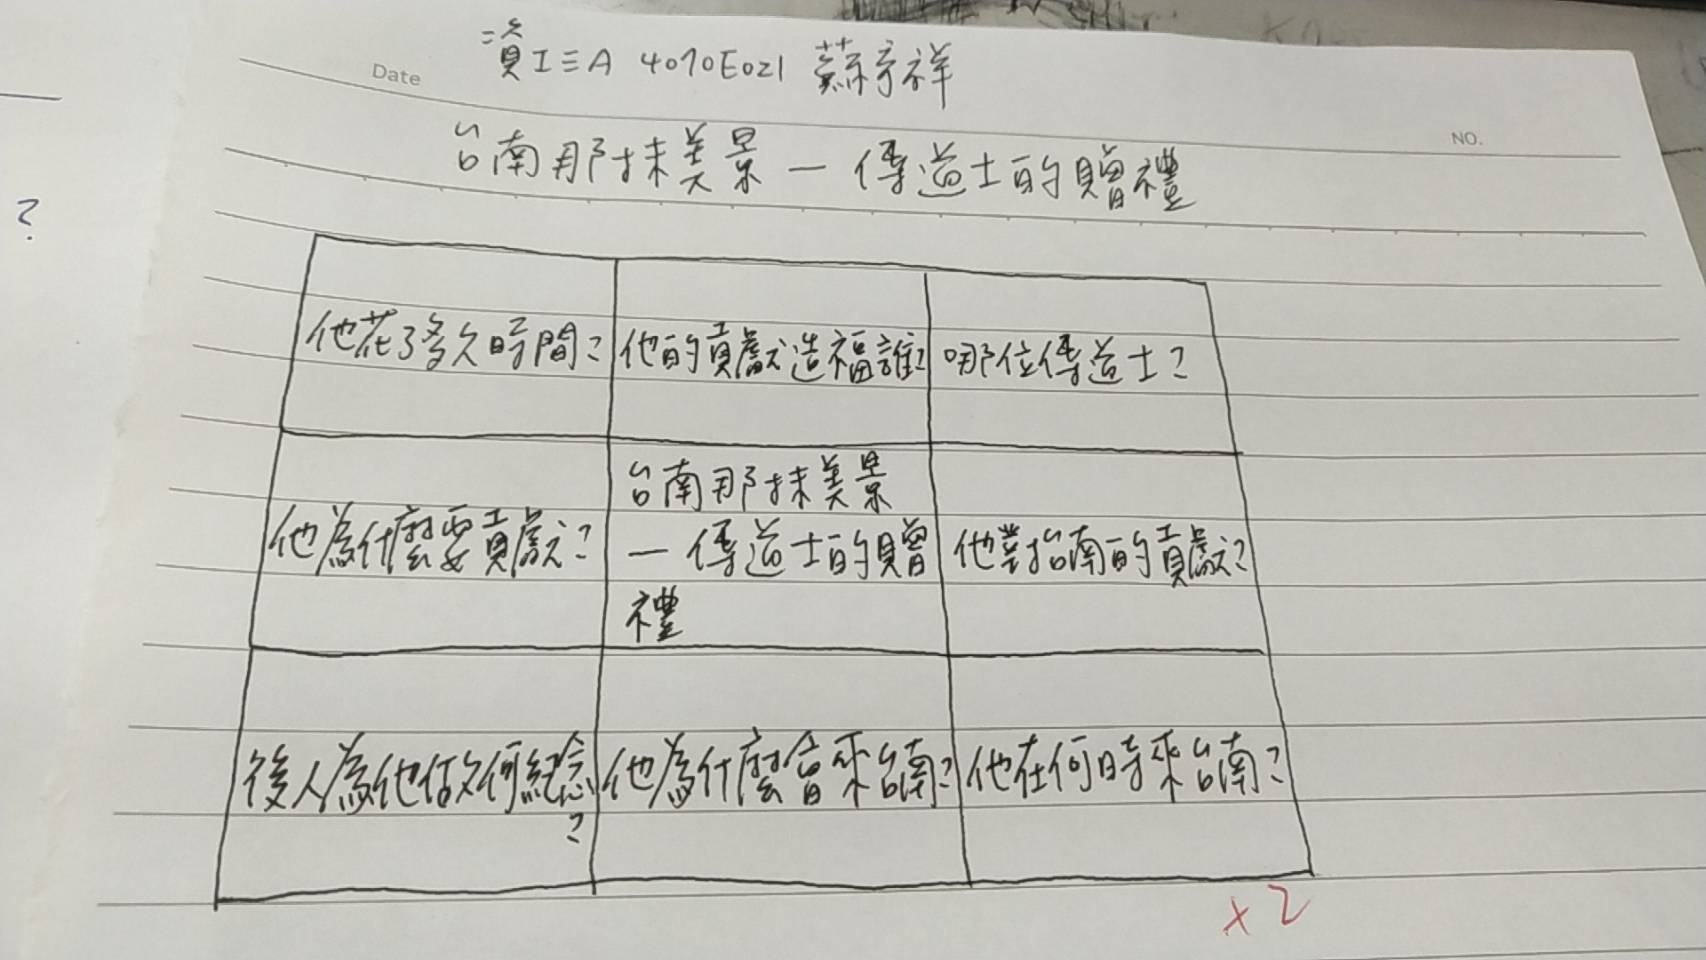 Date
資工三A 4070E021 蘇宇祥
NO.
台南那抹美景 — 傳道士的贈禮
?
他花了多久時間?
他的貢獻造福誰?
哪位傳道士?
他為什麼要貢獻?
台南那抹美景
— 傳道士的贈
禮
他對台南的貢獻?
後人為他做何紀念
?
他為什麼會來台南?
他在何時來台南?
x2